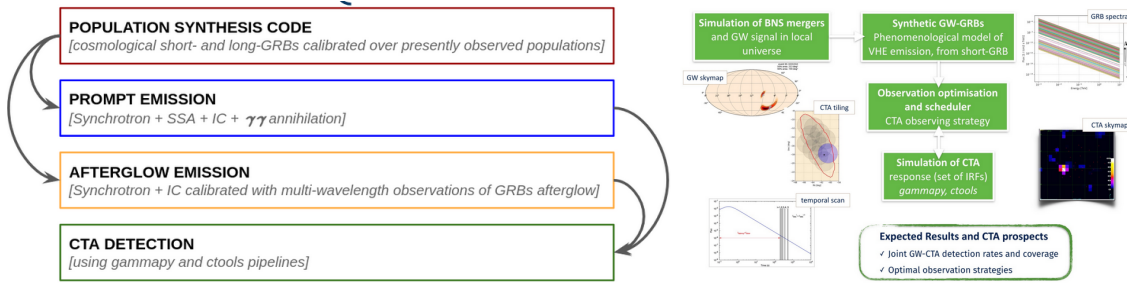 POPULATION SYNTHESIS CODE
[cosmological short- and long-GRBs calibrated over presently observed populations]
PROMPT EMISSION
[Synchrotron + SSA + IC + γγ annihilation]
AFTERGLOW EMISSION
[Synchrotron + IC calibrated with multi-wavelength observations of GRBs afterglow]
CTA DETECTION
[using gammapy and ctools pipelines]
Simulation of BNS mergers
and GW signal in local
universe
Synthetic GW-GRBs
Phenomenological model of
VHE emission, from short-GRB
GRB spectra
GW skymap
CTA tiling
Observation optimisation
and scheduler
CTA observing strategy
CTA skymap
Simulation of CTA
response (set of IRFs)
gammapy, ctools
temporal scan
Expected Results and CTA prospects
✓ Joint GW-CTA detection rates and coverage
✓ Optimal observation strategies